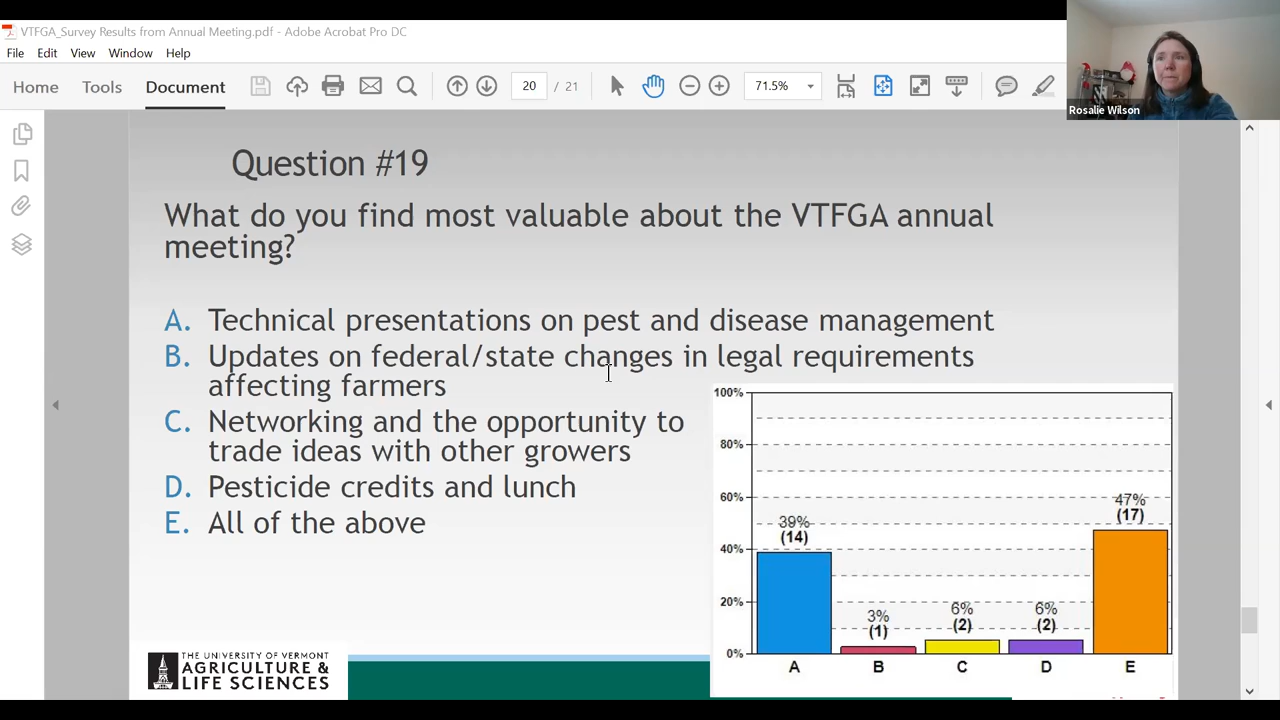 VTFGA_Survey Results from Annual Meeting.pdf - Adobe Acrobat Pro DC
File Edit View Window Help
Home Tools Document 20 / 21 71.5%
Rosalie Wilson
Question #19
What do you find most valuable about the VTFGA annual
meeting?
A. Technical presentations on pest and disease management
B. Updates on federal/state changes in legal requirements
affecting farmers
C. Networking and the opportunity to
trade ideas with other growers
D. Pesticide credits and lunch
E. All of the above
100%
80%
60%
40%
20%
0%
39%
(14)
3%
(1)
6%
(2)
6%
(2)
47%
(17)
A B C D E
THE UNIVERSITY OF VERMONT
AGRICULTURE &
LIFE SCIENCES